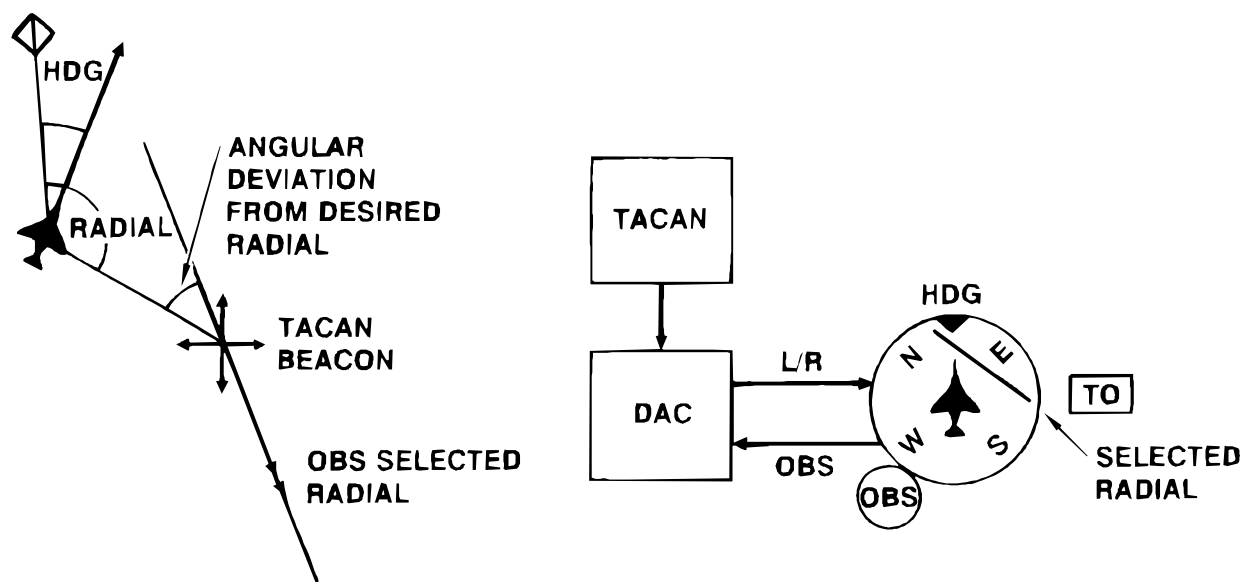 HDG
RADIAL
ANGULAR
DEVIATION
FROM DESIRED
RADIAL
TACAN
BEACON
OBS SELECTED
RADIAL
TACAN
DAC
L/R
OBS
HDG
N
E
W
S
OBS
TO
SELECTED
RADIAL